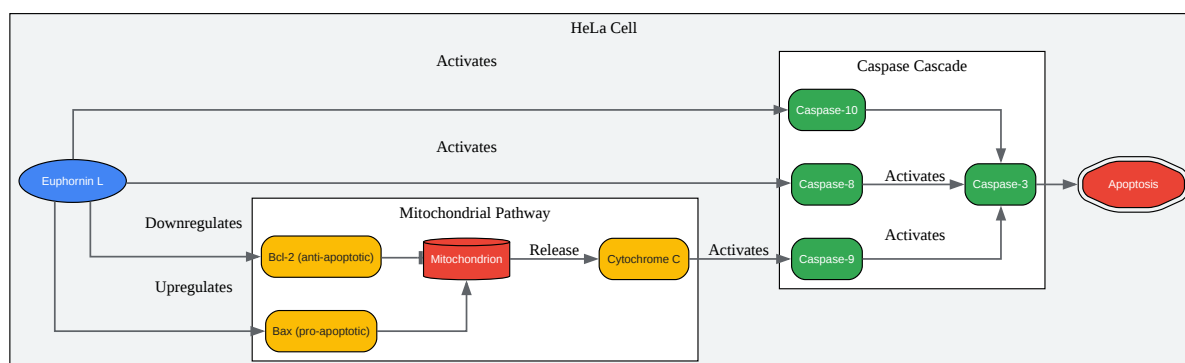 HeLa Cell
Activates
Caspase Cascade
Caspase-10
Activates
Euphornin L
Caspase-8
Activates
Caspase-3
Apoptosis
Downregulates
Mitochondrial Pathway
Bcl-2 (anti-apoptotic)
Mitochondrion
Release
Cytochrome C
Activates
Caspase-9
Activates
Upregulates
Bax (pro-apoptotic)